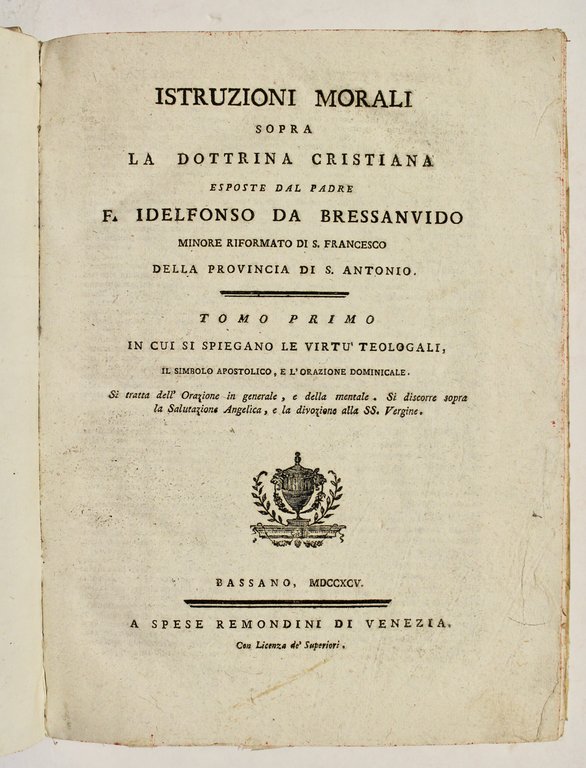 ISTRUZIONI MORALI
SOPRA
LA DOTTRINA CRISTIANA
ESPOSTE DAL PADRE
F. IDELFONSO DA BRESSANVIDO
MINORE RIFORMATO DI S. FRANCESCO
DELLA PROVINCIA DI S. ANTONIO.
TOMO PRIMO
IN CUI SI SPIEGANO LE VIRTU' TEOLOGALI,
IL SIMBOLO APOSTOLICO, E L'ORAZIONE DOMINICALE.
Si tratta dell' Orazione in generale, e della mentale. Si discorre sopra
la Salutazione Angelica, e la divozione alla SS. Vergine.
BASSANO, MDCCXCV.
A SPESE REMONDINI DI VENEZIA.
Con Licenza de' Superiori.